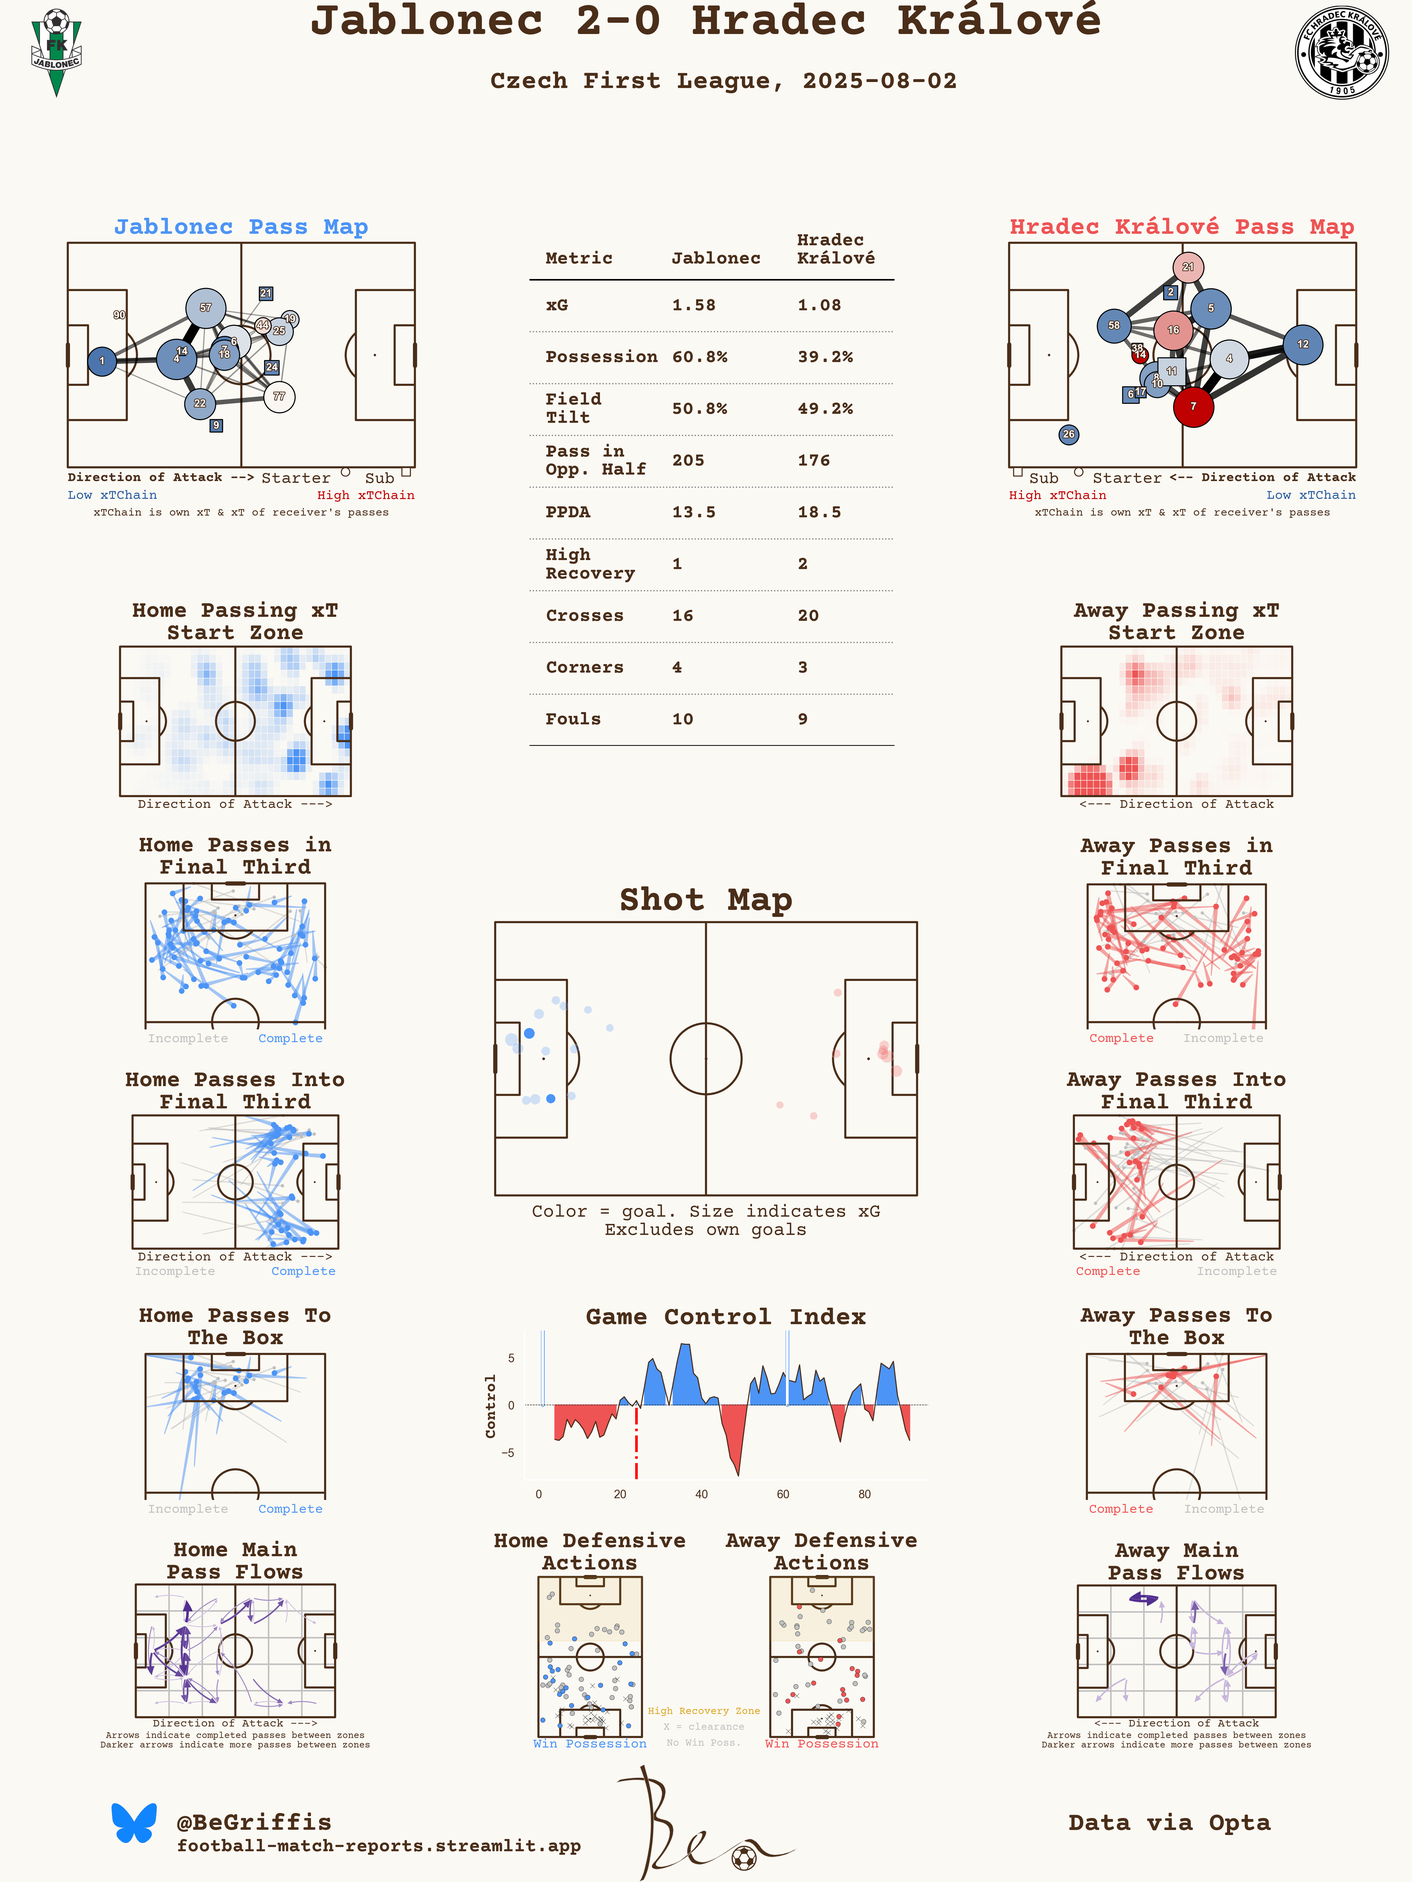 Jablonec 2-0 Hradec Králové
Czech First League, 2025-08-02
FK
JABLONEC
FC HRADEC KRÁLOVÉ
1905
Jablonec Pass Map
90
1
57
14
4
22
9
21
44
19
25
6
7
18
24
77
Direction of Attack --> Starter Sub
Low xTChain High xTChain
xTChain is own xT & xT of receiver's passes
Metric Jablonec Hradec Králové
xG 1.58 1.08
Possession 60.8% 39.2%
Field Tilt 50.8% 49.2%
Pass in Opp. Half 205 176
PPDA 13.5 18.5
High Recovery 1 2
Crosses 16 20
Corners 4 3
Fouls 10 9
Hradec Králové Pass Map
21
2
5
58
16
38
14
11
4
12
8
10
6
17
7
26
Sub Starter <-- Direction of Attack
High xTChain Low xTChain
xTChain is own xT & xT of receiver's passes
Home Passing xT
Start Zone
Direction of Attack --->
Away Passing xT
Start Zone
<--- Direction of Attack
Home Passes in
Final Third
Incomplete Complete
Away Passes in
Final Third
Complete Incomplete
Shot Map
Color = goal. Size indicates xG
Excludes own goals
Home Passes Into
Final Third
Direction of Attack --->
Incomplete Complete
Away Passes Into
Final Third
<--- Direction of Attack
Complete Incomplete
Home Passes To
The Box
Incomplete Complete
Game Control Index
Control
5
0
−5
0 20 40 60 80
Away Passes To
The Box
Complete Incomplete
Home Main
Pass Flows
Direction of Attack --->
Arrows indicate completed passes between zones
Darker arrows indicate more passes between zones
Home Defensive
Actions
Win Possession
Away Defensive
Actions
Win Possession
High Recovery Zone
X = clearance
No Win Poss.
Away Main
Pass Flows
<--- Direction of Attack
Arrows indicate completed passes between zones
Darker arrows indicate more passes between zones
@BeGriffis
football-match-reports.streamlit.app
Ben
Data via Opta